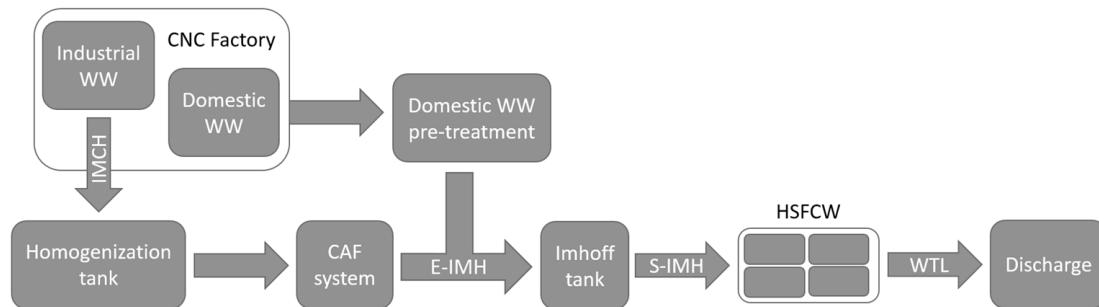 CNC Factory
Industrial
WW
Domestic
WW
Domestic WW
pre-treatment
IMCH
Homogenization
tank
CAF
system
E-IMH
Imhoff
tank
S-IMH
HSFCW
WTL
Discharge